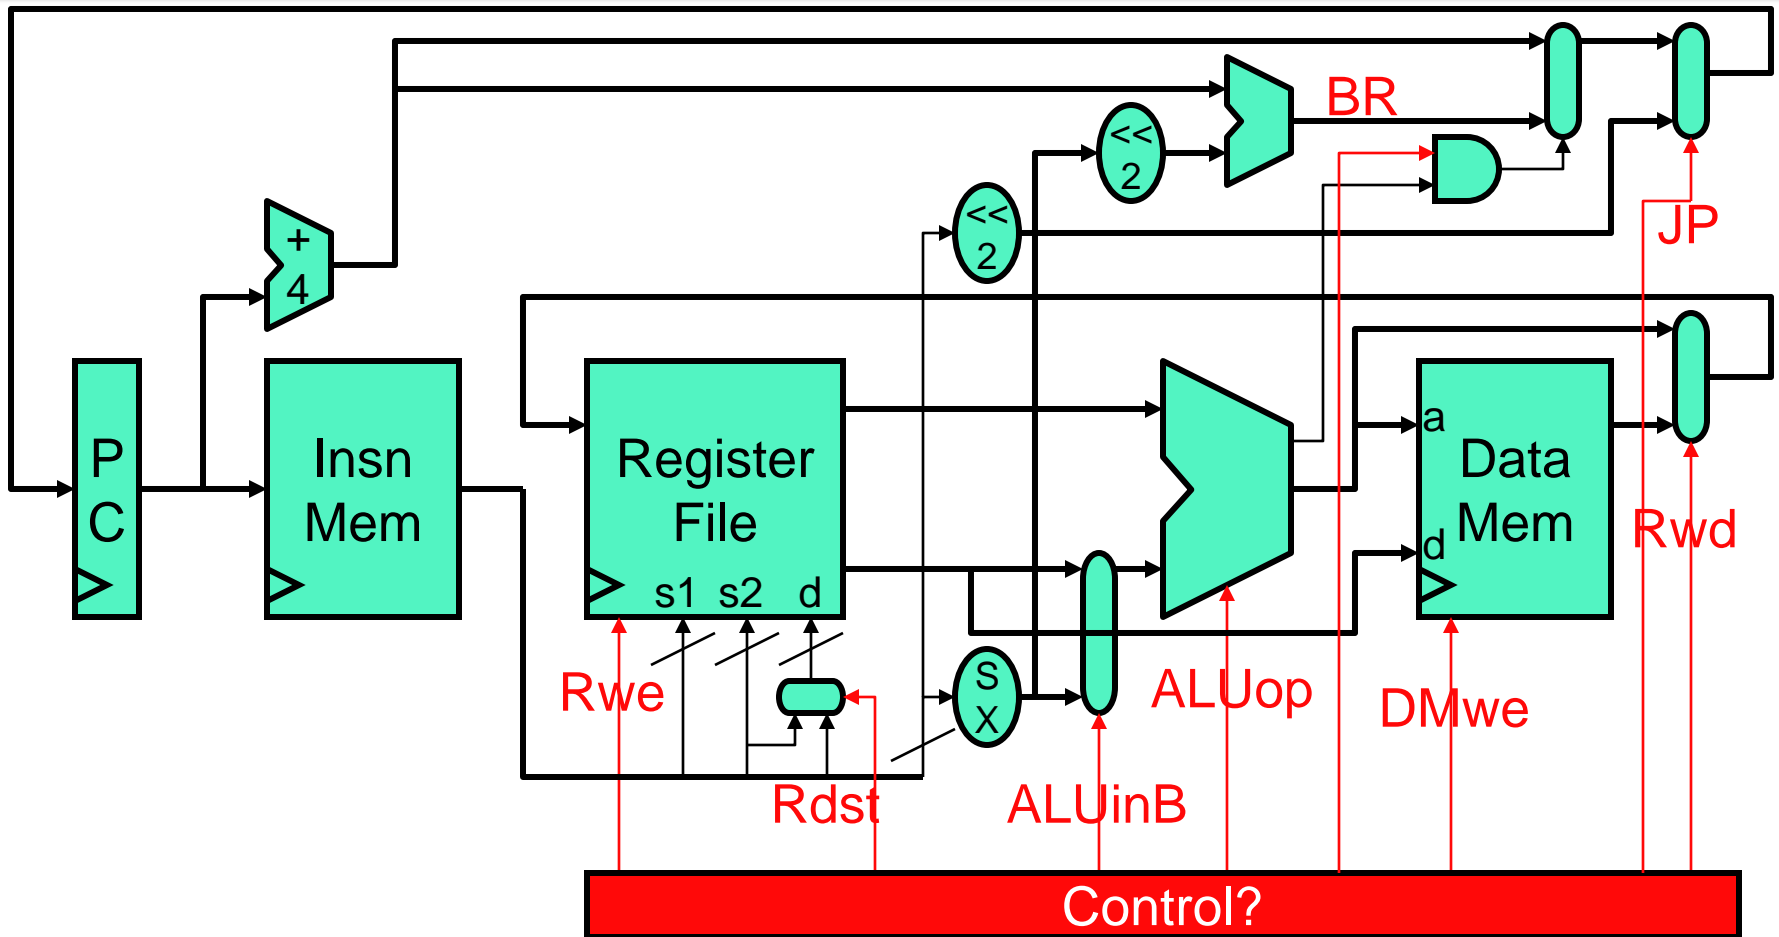 BR
<<
2
<<
2
JP
+
4
P
C
Insn
Mem
Register
File
s1 s2 d
a
Data
Mem
d
Rwd
Rwe
S
X
ALUop
DMwe
Rdst
ALUinB
Control?